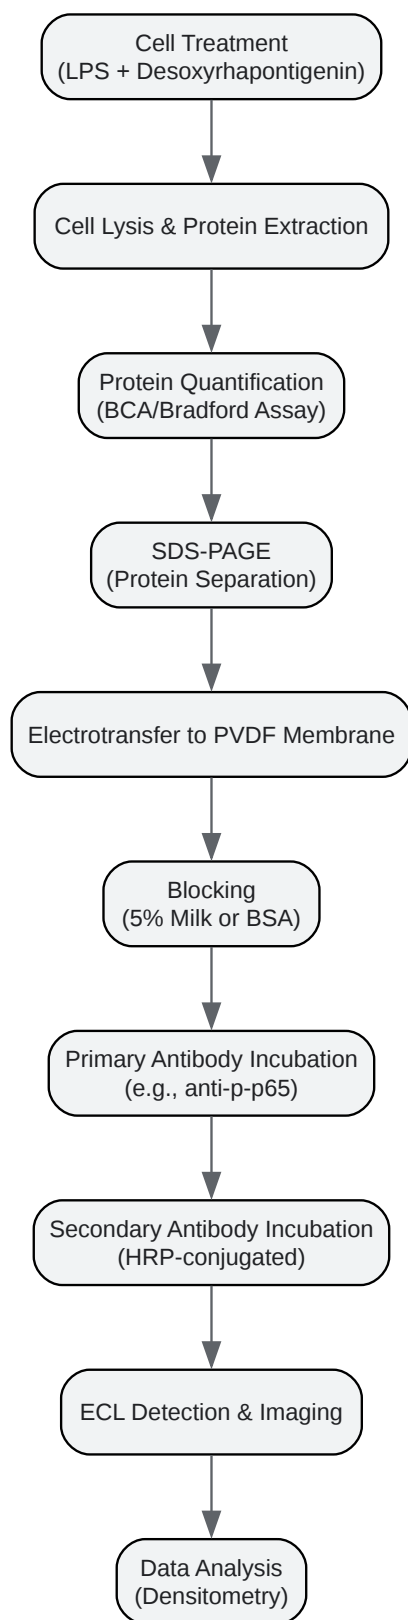 Cell Treatment
(LPS + Desoxyrhapontigenin)
Cell Lysis & Protein Extraction
Protein Quantification
(BCA/Bradford Assay)
SDS-PAGE
(Protein Separation)
Electrotransfer to PVDF Membrane
Blocking
(5% Milk or BSA)
Primary Antibody Incubation
(e.g., anti-p-p65)
Secondary Antibody Incubation
(HRP-conjugated)
ECL Detection & Imaging
Data Analysis
(Densitometry)